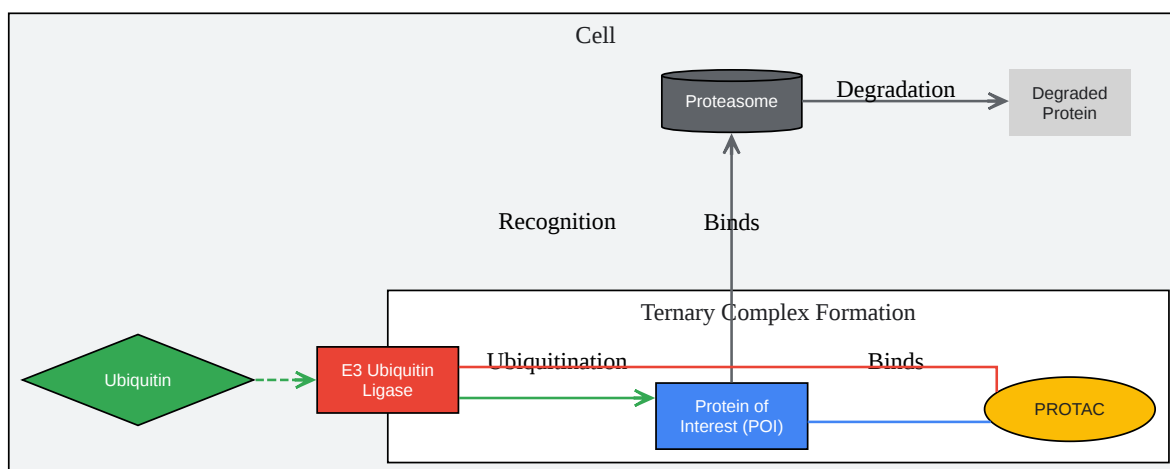 Cell
Proteasome
Degradation
Degraded
Protein
Recognition
Binds
Ternary Complex Formation
Ubiquitin
E3 Ubiquitin
Ligase
Ubiquitination
Binds
Protein of
Interest (POI)
PROTAC